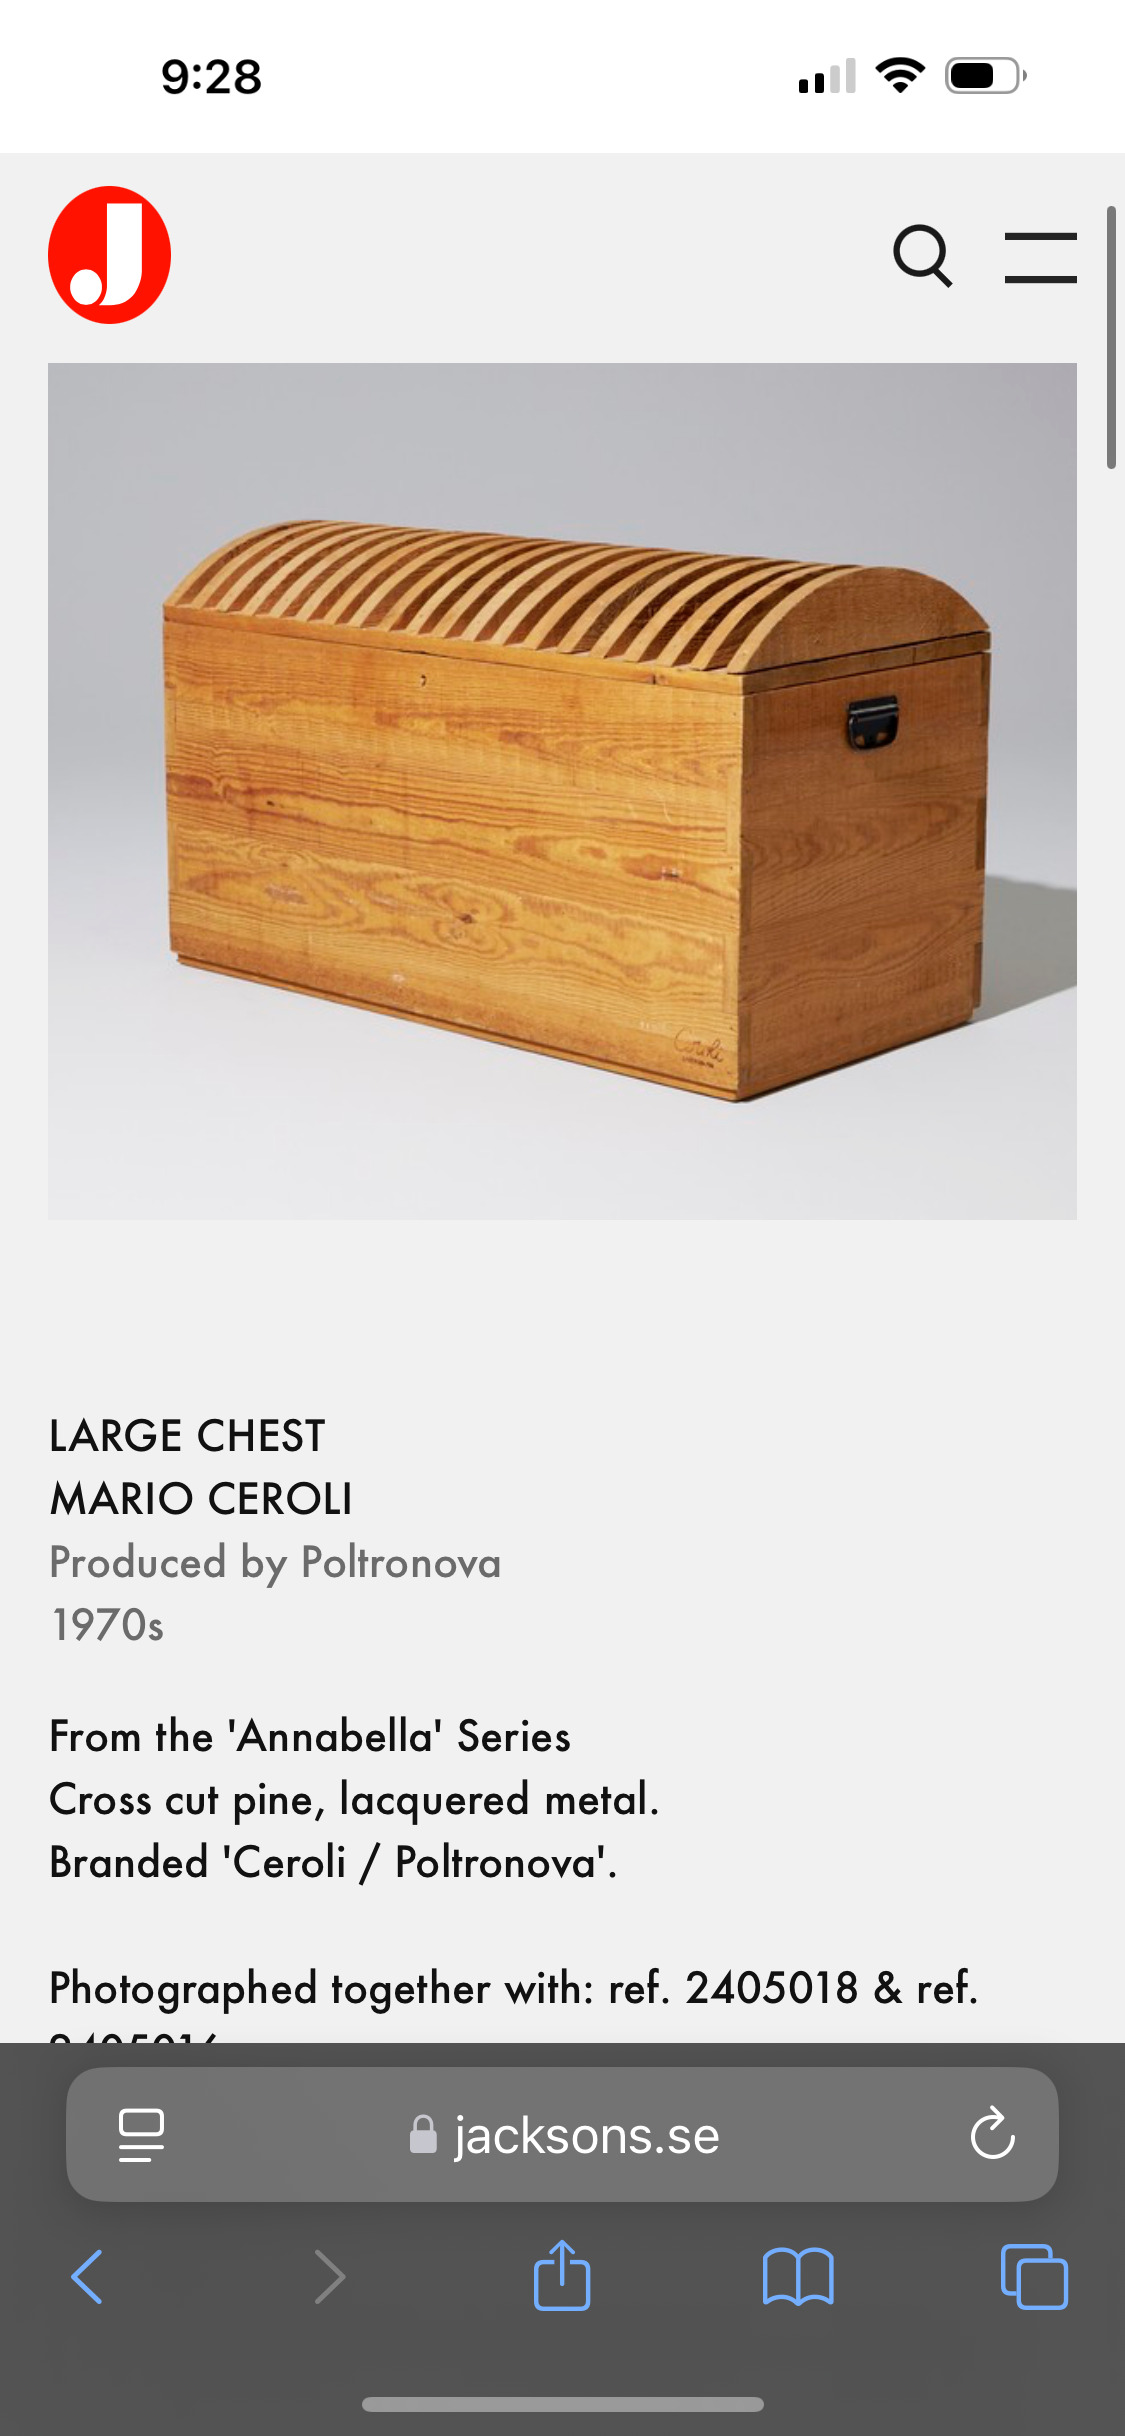 9:28
J
LARGE CHEST
MARIO CEROLI
Produced by Poltronova
1970s
From the 'Annabella' Series
Cross cut pine, lacquered metal.
Branded 'Ceroli / Poltronova'.
Photographed together with: ref. 2405018 & ref.
jacksons.se